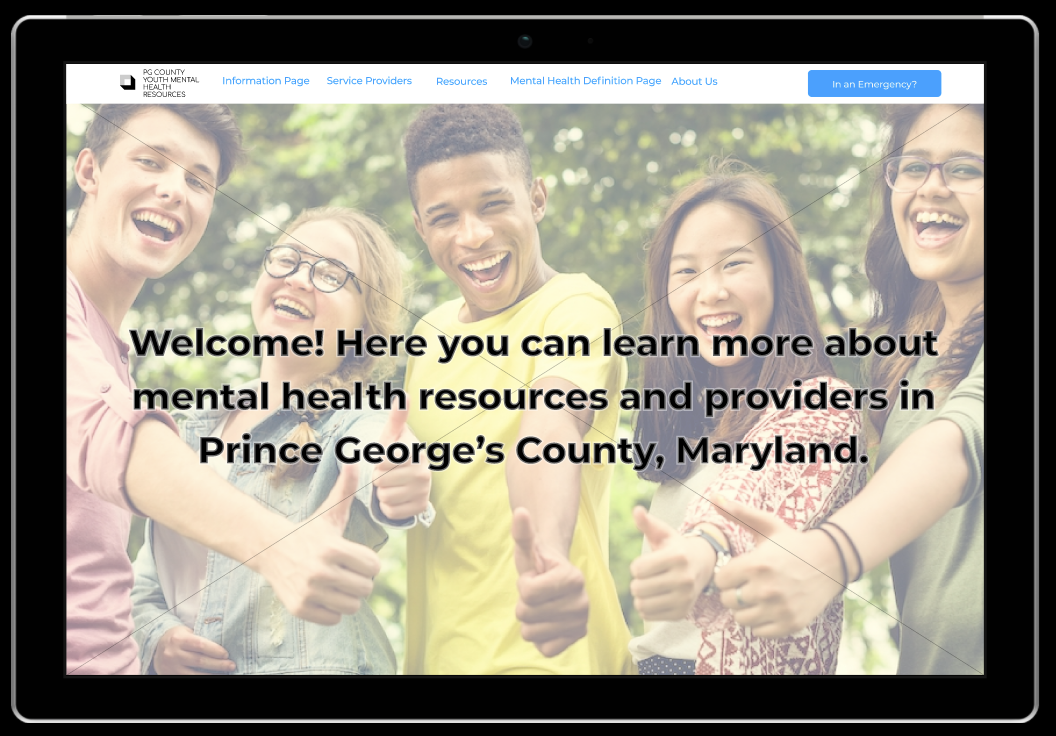 PG COUNTY
YOUTH MENTAL
HEALTH
RESOURCES
Information Page
Service Providers
Resources
Mental Health Definition Page
About Us
In an Emergency?
Welcome! Here you can learn more about
mental health resources and providers in
Prince George’s County, Maryland.